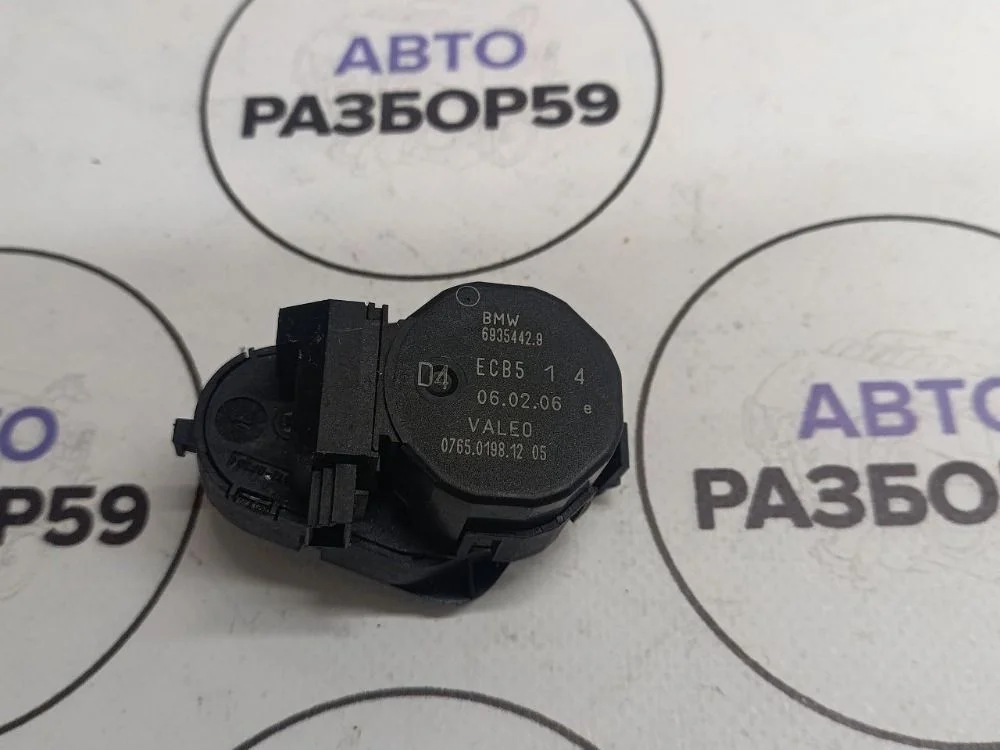 АВТО
РАЗБОР59
BMW
6935442.9
D4 ECB5 1 4
06.02.06 e
VALEO
0765.0198.12 05
АВТО
РАЗБО
Р59